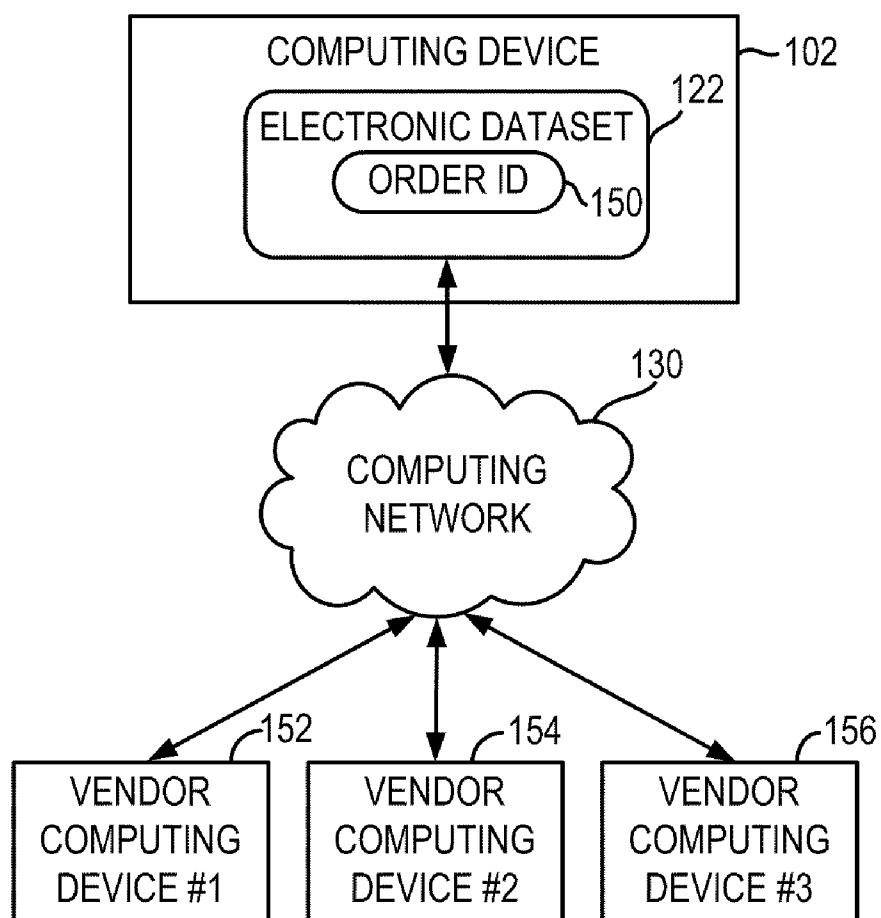 COMPUTING DEVICE
102
ELECTRONIC DATASET
122
ORDER ID
150
130
COMPUTING
NETWORK
152
154
156
VENDOR
COMPUTING
DEVICE #1
VENDOR
COMPUTING
DEVICE #2
VENDOR
COMPUTING
DEVICE #3